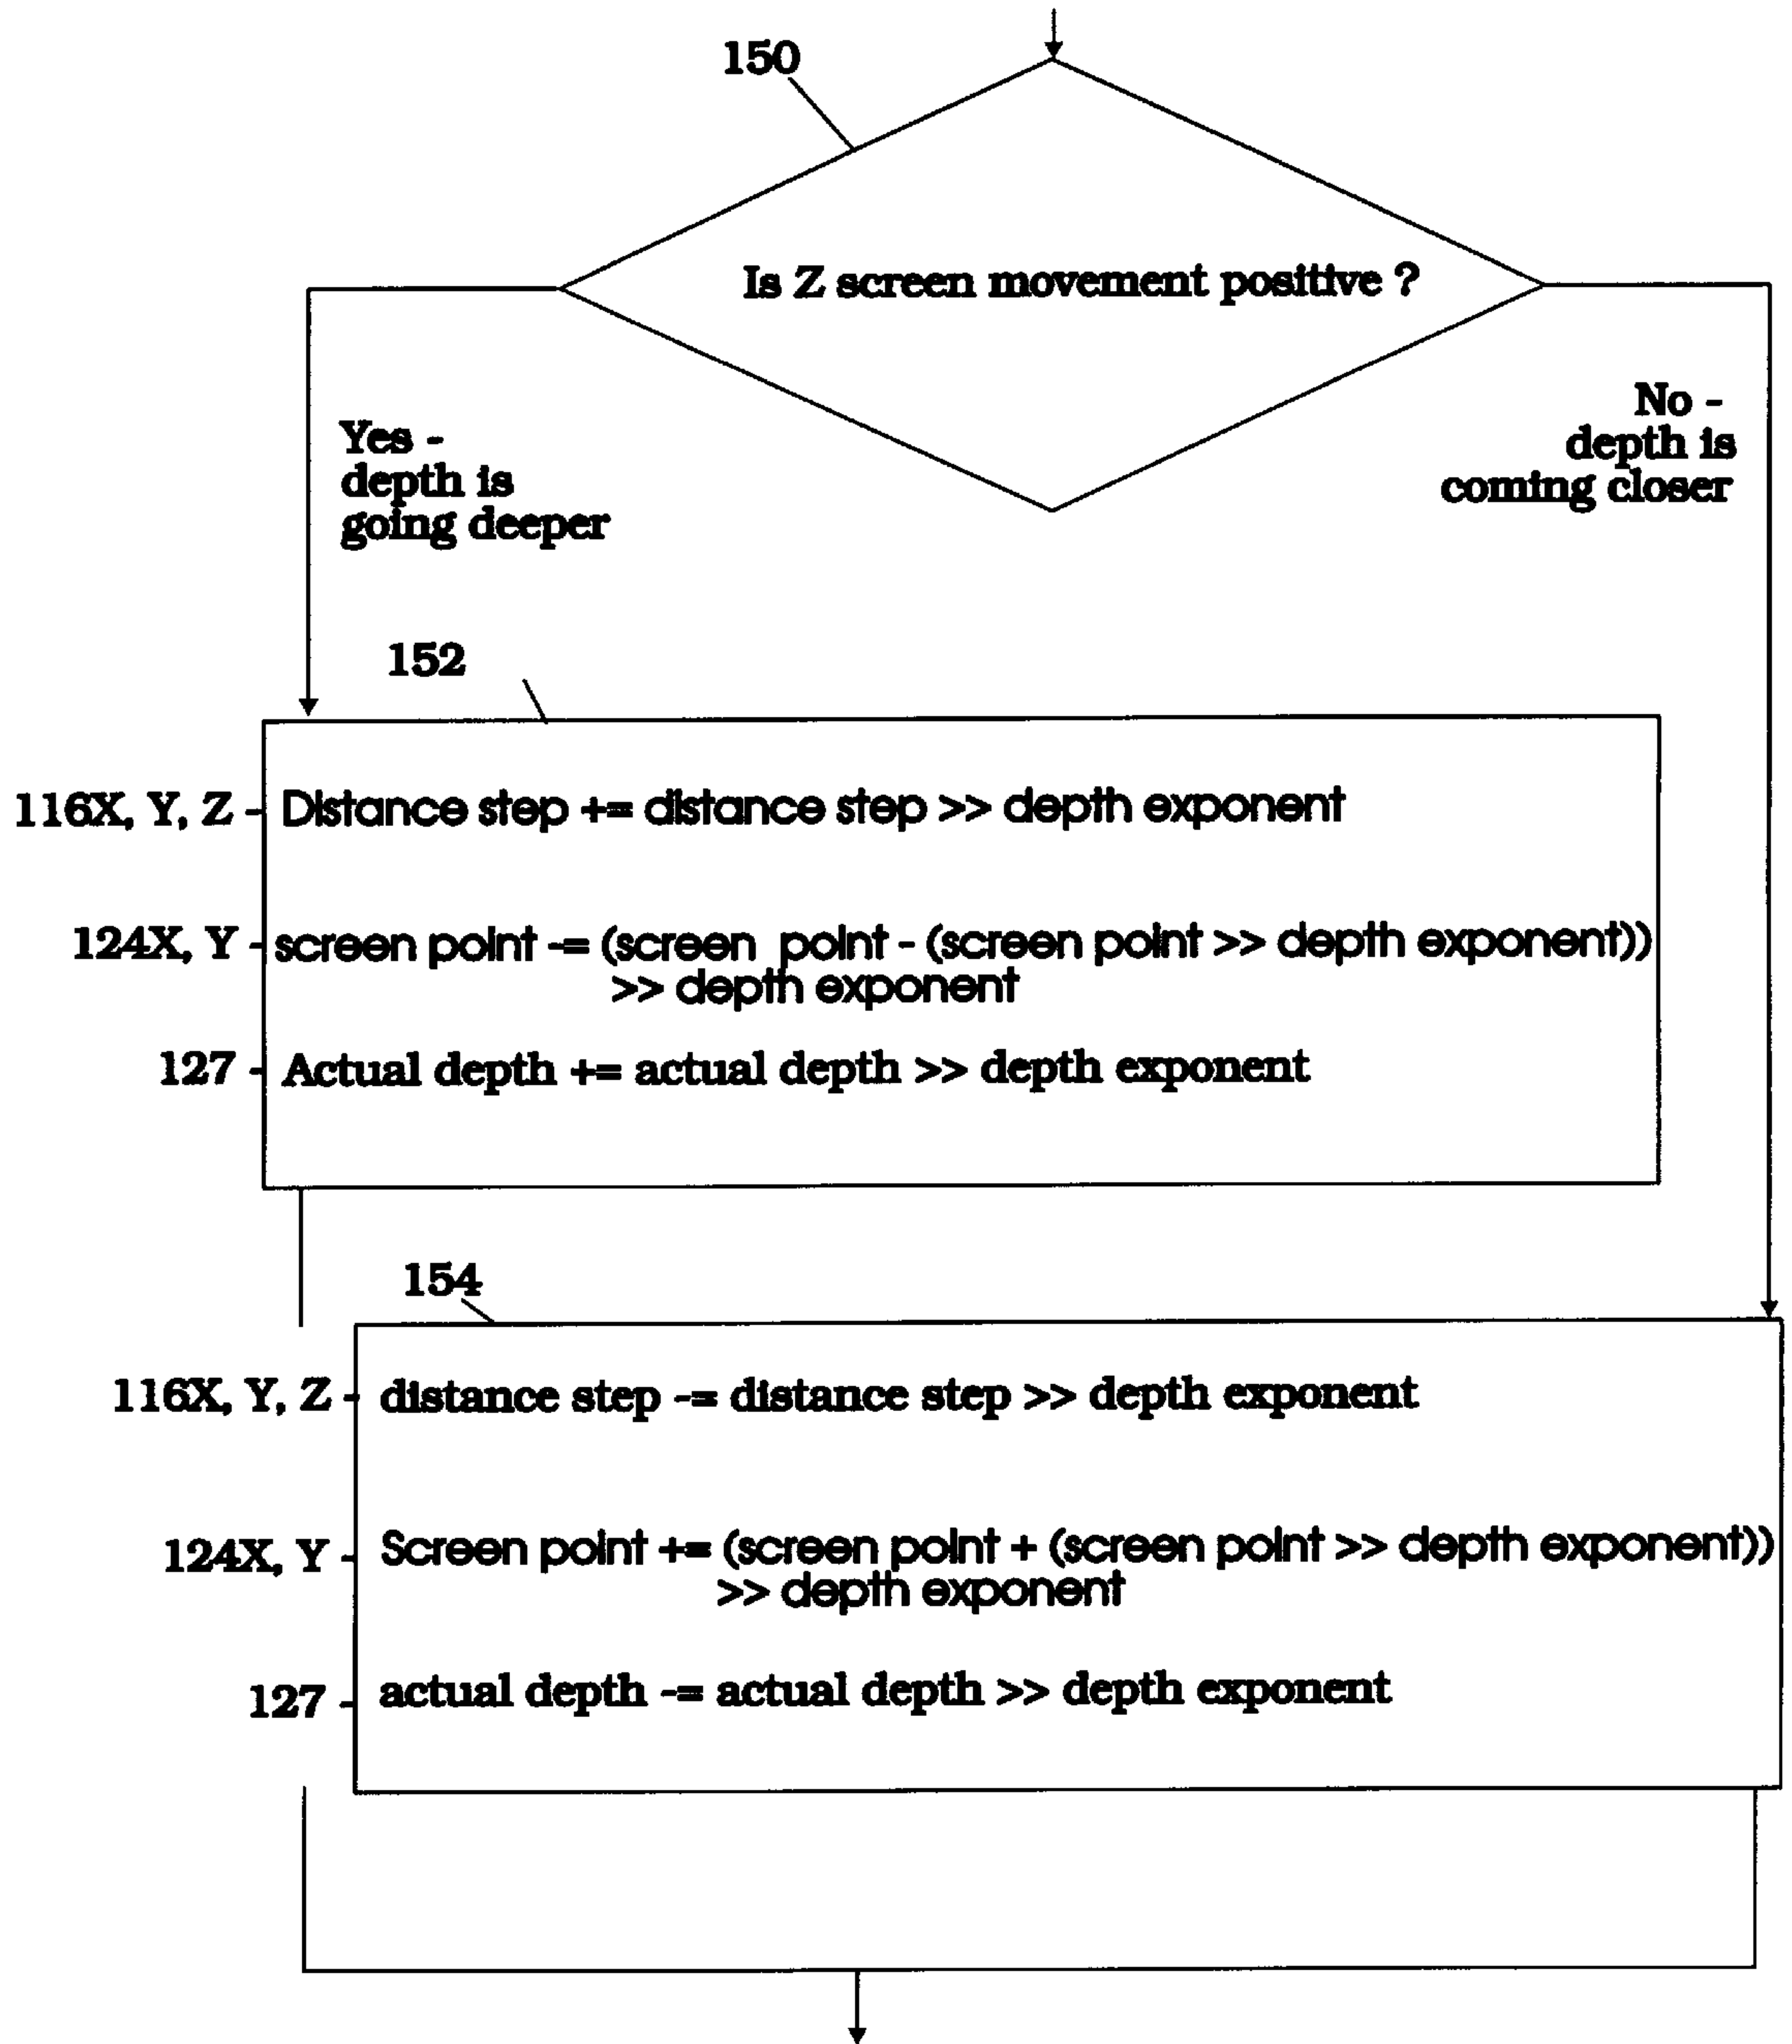 150
Is Z screen movement positive ?
Yes -
depth is
going deeper
No -
depth is
coming closer
152
116X, Y, Z - Distance step += distance step >> depth exponent
124X, Y - screen point -= (screen point - (screen point >> depth exponent))
>> depth exponent
127 - Actual depth += actual depth >> depth exponent
154
116X, Y, Z - distance step -= distance step >> depth exponent
124X, Y - Screen point += (screen point + (screen point >> depth exponent))
>> depth exponent
127 - actual depth -= actual depth >> depth exponent